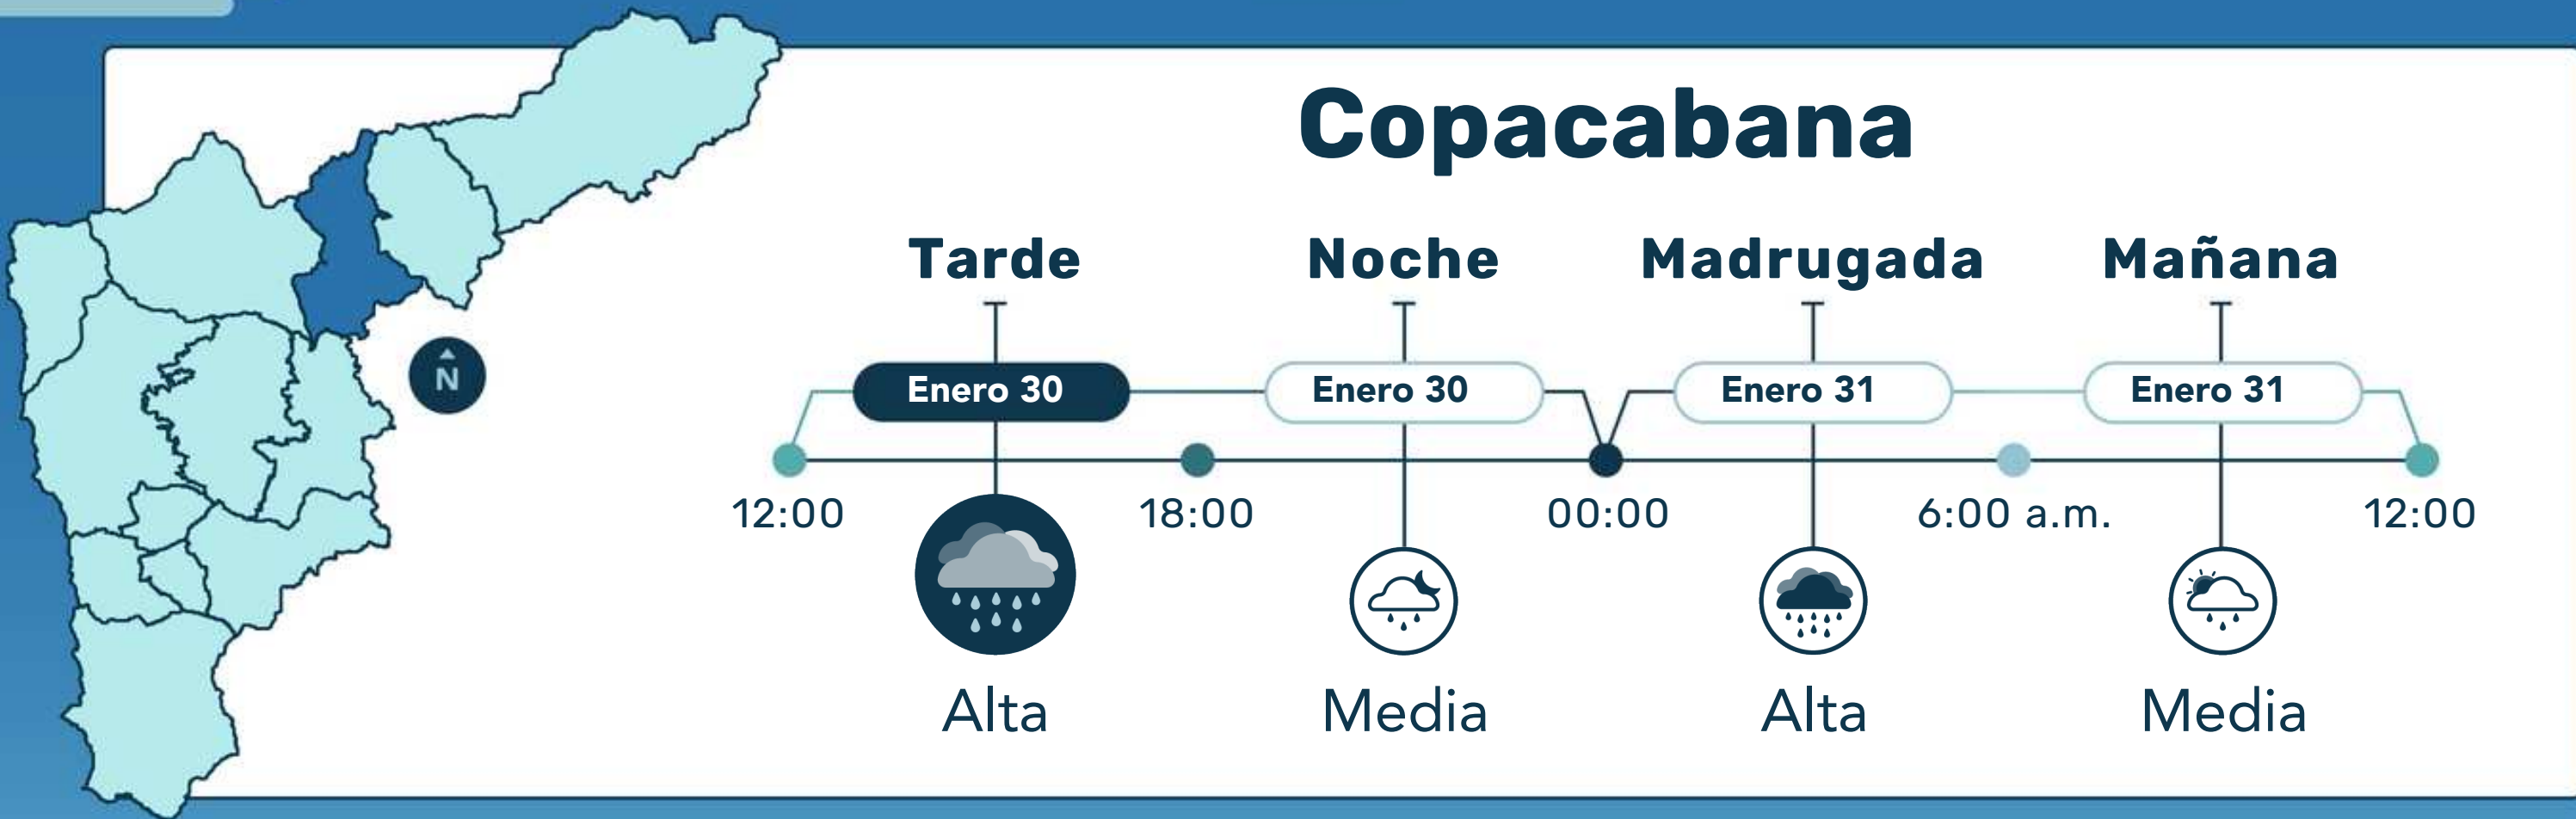 Copacabana
Tarde Noche Madrugada Mañana
N
Enero 30 Enero 30 Enero 31 Enero 31
12:00 18:00 00:00 6:00 a.m. 12:00
Alta Media Alta Media